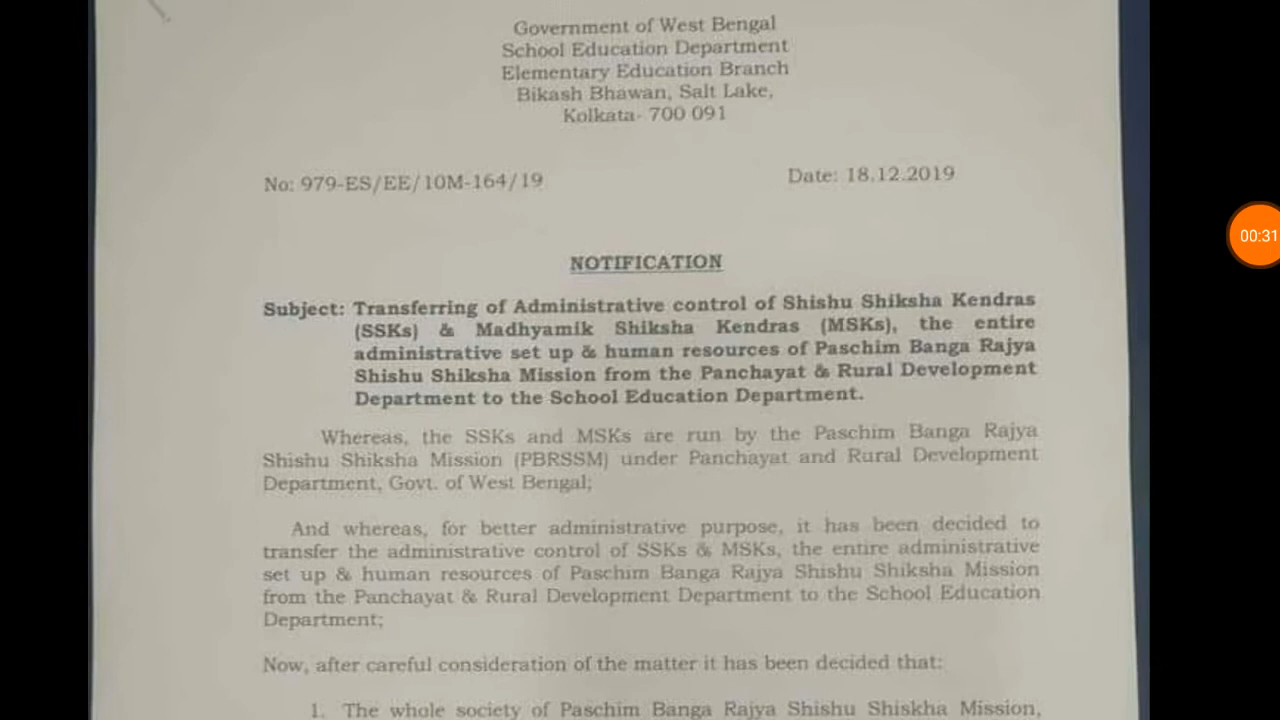 Government of West Bengal
School Education Department
Elementary Education Branch
Bikash Bhawan, Salt Lake,
Kolkata- 700 091
No: 979-ES/EE/10M-164/19 Date: 18.12.2019
00:31
NOTIFICATION
Subject: Transferring of Administrative control of Shishu Shiksha Kendras
(SSKs) & Madhyamik Shiksha Kendras (MSKs), the entire
administrative set up & human resources of Paschim Banga Rajya
Shishu Shiksha Mission from the Panchayat & Rural Development
Department to the School Education Department.
Whereas, the SSKs and MSKs are run by the Paschim Banga Rajya
Shishu Shiksha Mission (PBRSSM) under Panchayat and Rural Development
Department, Govt. of West Bengal;
And whereas, for better administrative purpose, it has been decided to
transfer the administrative control of SSKs & MSKs, the entire administrative
set up & human resources of Paschim Banga Rajya Shishu Shiksha Mission
from the Panchayat & Rural Development Department to the School Education
Department;
Now, after careful consideration of the matter it has been decided that:
1. The whole society of Paschim Banga Rajya Shishu Shiskha Mission,